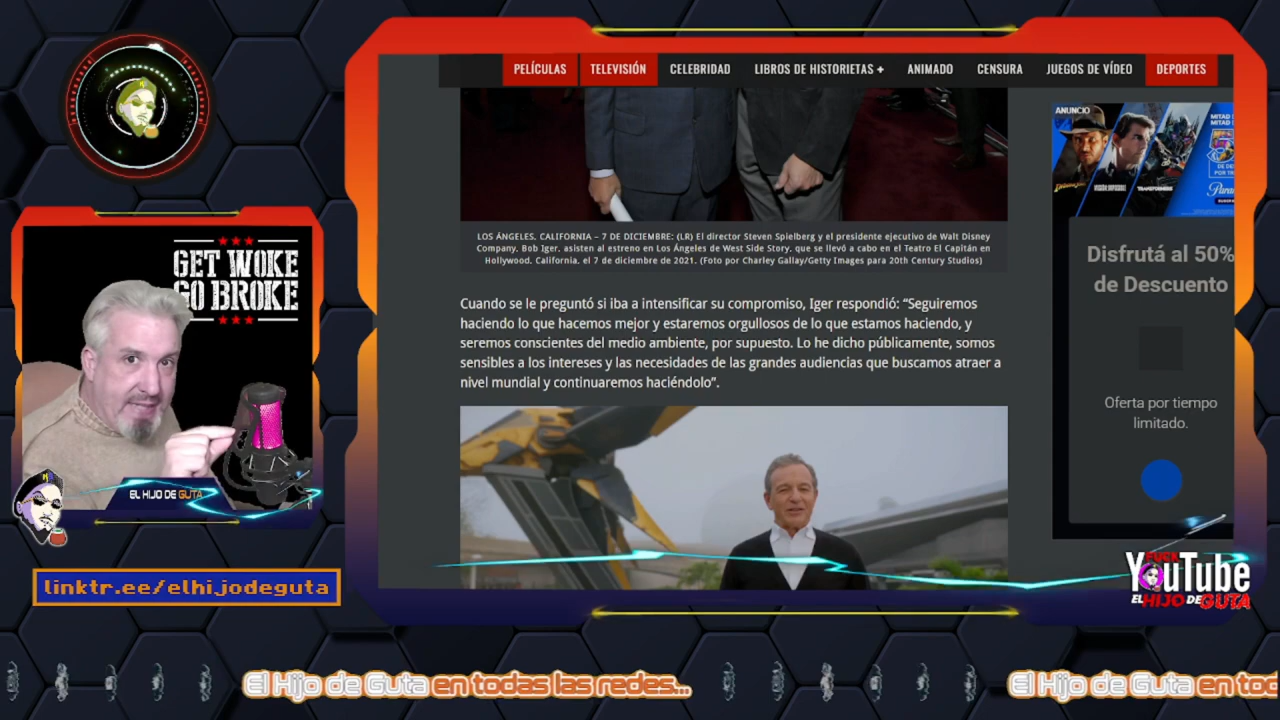 PELÍCULAS
TELEVISIÓN
CELEBRIDAD
LIBROS DE HISTORIETAS +
ANIMADO
CENSURA
JUEGOS DE VÍDEO
DEPORTES
LOS ÁNGELES, CALIFORNIA – 7 DE DICIEMBRE: (LR) El director Steven Spielberg y el presidente ejecutivo de Walt Disney
Company, Bob Iger, asisten al estreno en Los Ángeles de West Side Story, que se llevó a cabo en el Teatro El Capitán en
Hollywood, California, el 7 de diciembre de 2021. (Foto por Charley Gallay/Getty Images para 20th Century Studios)
Cuando se le preguntó si iba a intensificar su compromiso, Iger respondió: “Seguiremos
haciendo lo que hacemos mejor y estaremos orgullosos de lo que estamos haciendo, y
seremos conscientes del medio ambiente, por supuesto. Lo he dicho públicamente, somos
sensibles a los intereses y las necesidades de las grandes audiencias que buscamos atraer a
nivel mundial y continuaremos haciéndolo”.
ANUNCIO
MITAD
MITAD
TRANSFORMERS
Disfrutá al 50%
de Descuento
Oferta por tiempo
limitado.
GET WOKE
GO BROKE
EL HIJO DE GUTA
linktr.ee/elhijodeguta
YouTube
EL HIJO DE GUTA
El Hijo de Guta en todas las redes...
El Hijo de Guta en tod